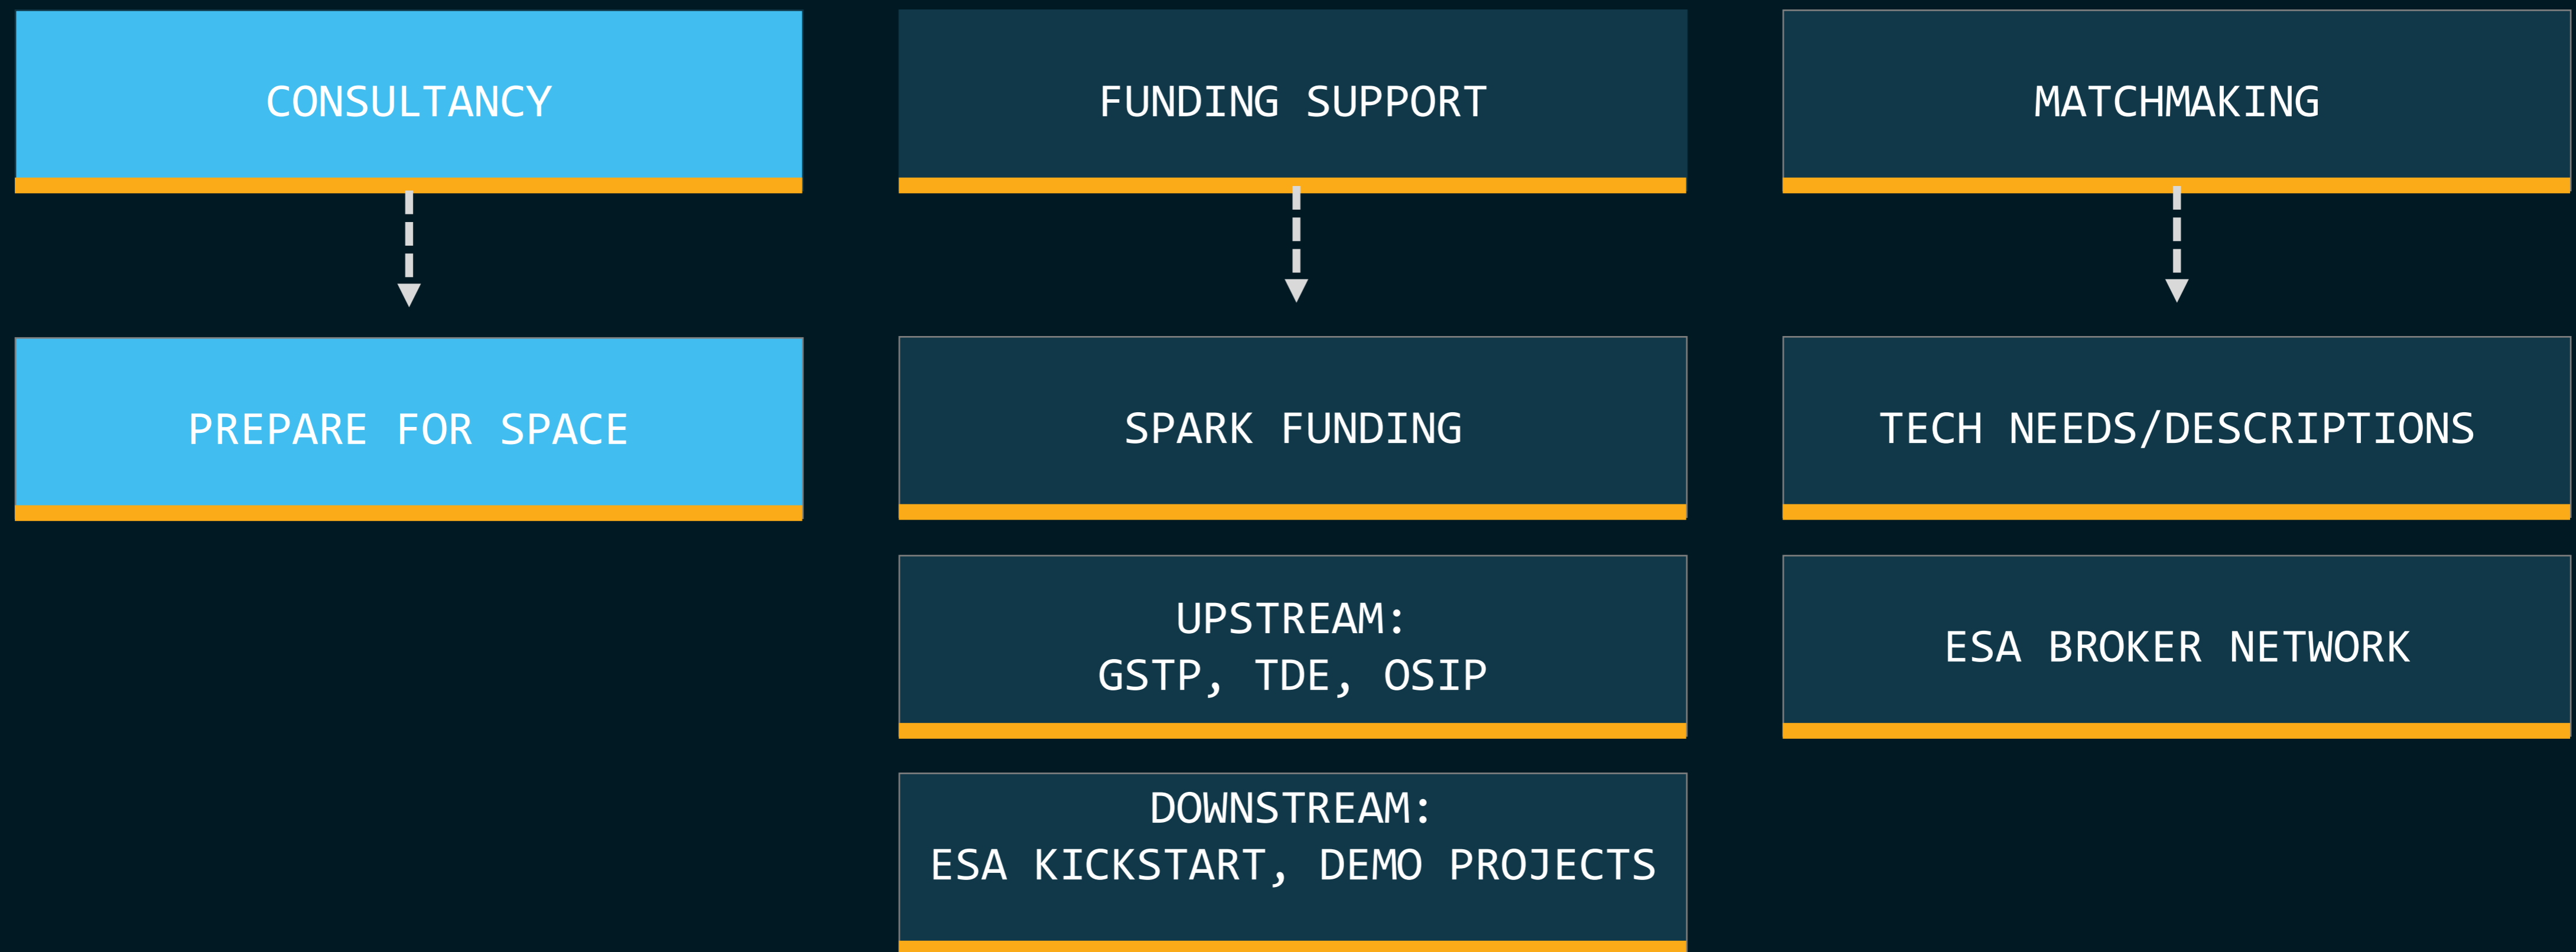 CONSULTANCY
FUNDING SUPPORT
MATCHMAKING
PREPARE FOR SPACE
SPARK FUNDING
TECH NEEDS/DESCRIPTIONS
UPSTREAM:
GSTP, TDE, OSIP
ESA BROKER NETWORK
DOWNSTREAM:
ESA KICKSTART, DEMO PROJECTS